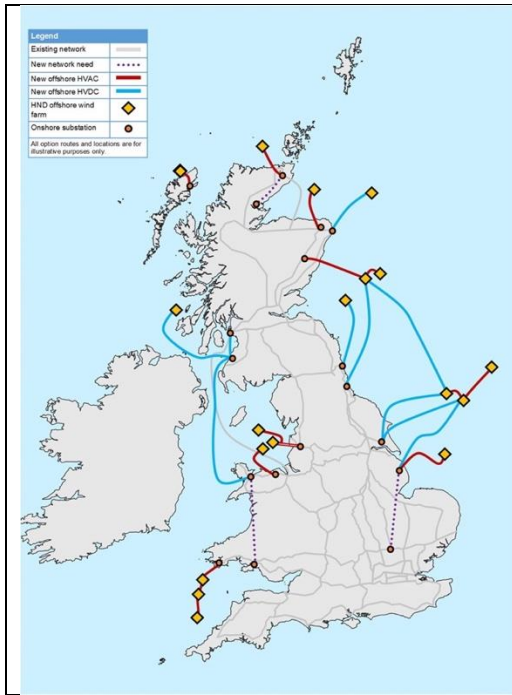 Legend
Existing network
New network need
New offshore HVAC
New offshore HVDC
HND offshore wind
farm
Onshore substation
All option routes and locations are for
illustrative purposes only.